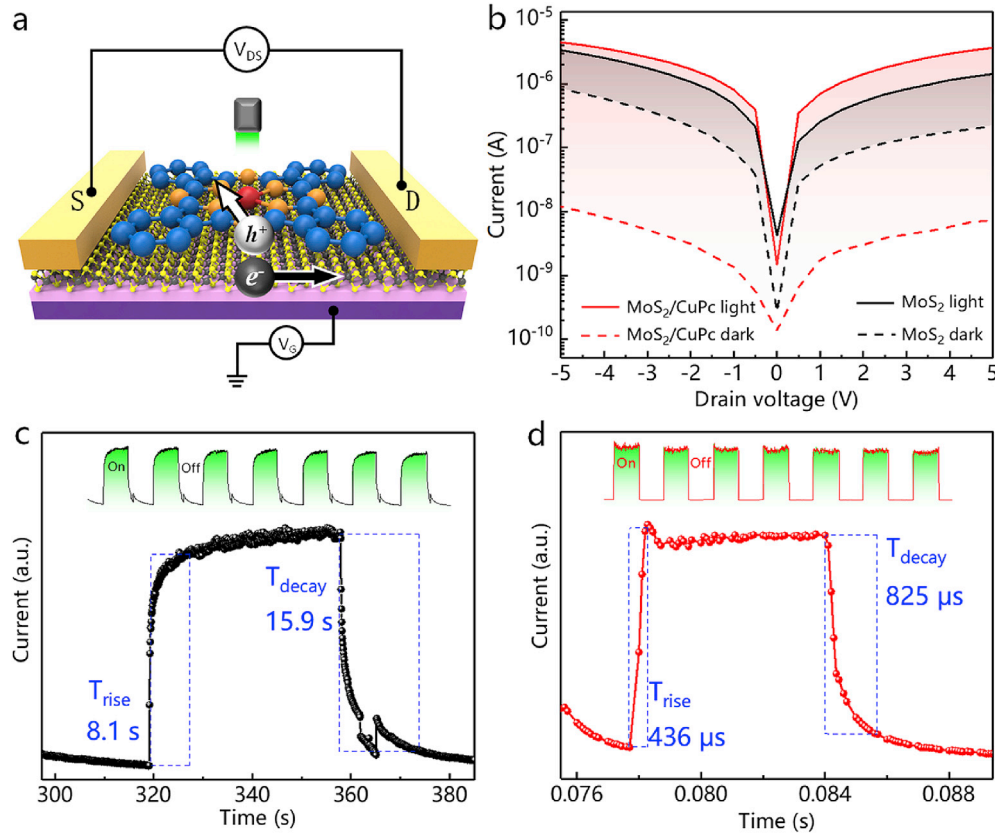 a
V_DS
S
D
h⁺
e⁻
V_G
b
Current (A)
10⁻⁵
10⁻⁶
10⁻⁷
10⁻⁸
10⁻⁹
10⁻¹⁰
MoS₂/CuPc light
MoS₂ light
MoS₂/CuPc dark
MoS₂ dark
-5 -4 -3 -2 -1 0 1 2 3 4 5
Drain voltage (V)
c
On
Off
Current (a.u.)
T_decay
15.9 s
T_rise
8.1 s
300 320 340 360 380
Time (s)
d
On
Off
Current (a.u.)
T_decay
825 μs
T_rise
436 μs
0.076 0.080 0.084 0.088
Time (s)